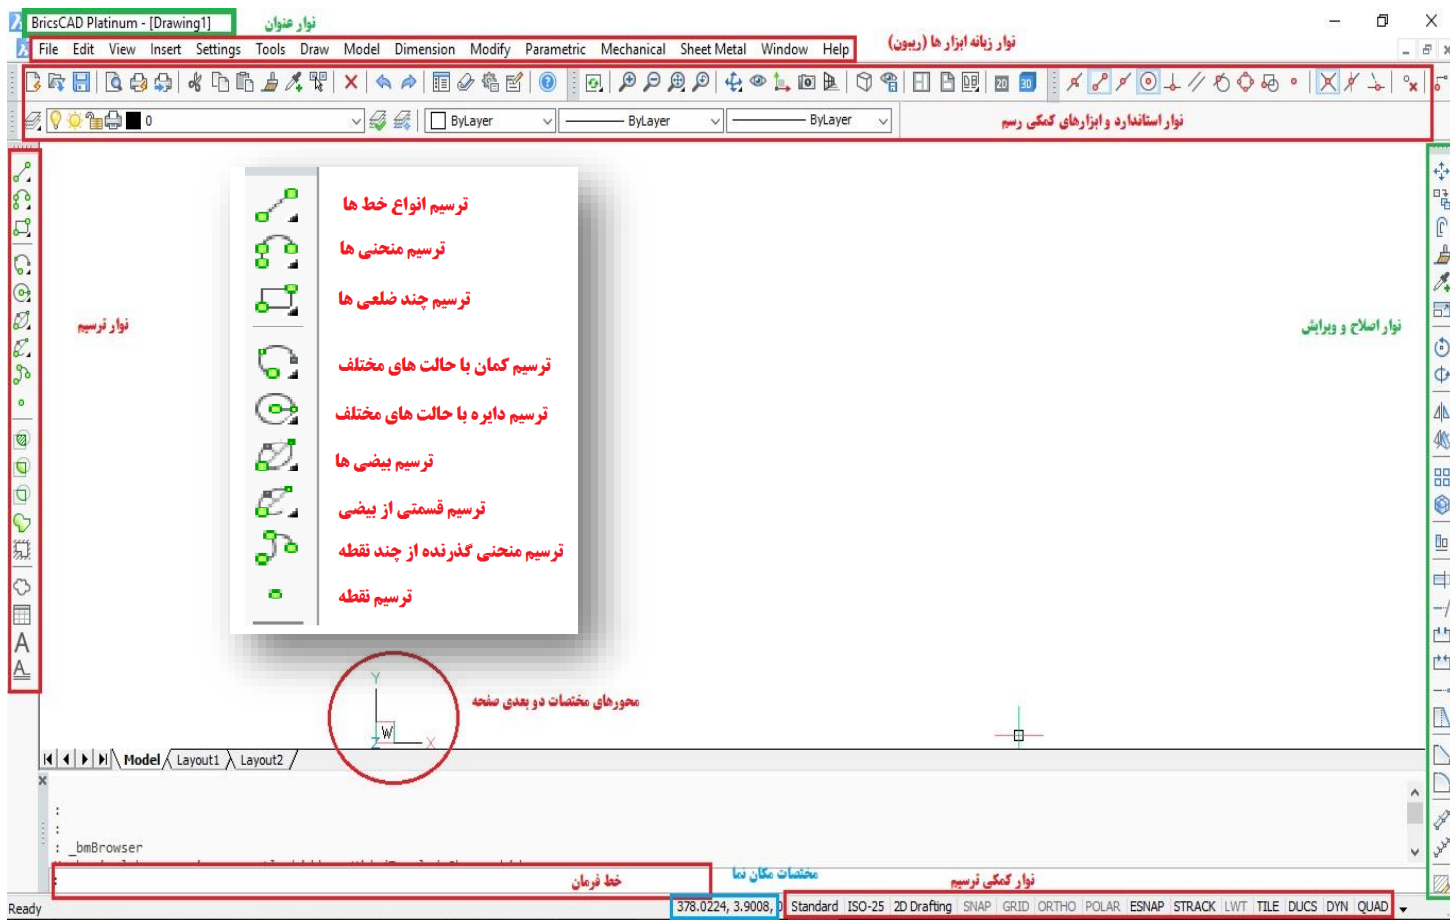 BricsCAD Platinum - [Drawing1]
نوار عنوان
File Edit View Insert Settings Tools Draw Model Dimension Modify Parametric Mechanical Sheet Metal Window Help
نوار زبانه ابزار ها (ریبون)
2D 3D
0 ByLayer ByLayer ByLayer
نوار استاندارد و ابزارهای کمکی رسم
ترسیم انواع خط ها
ترسیم منحنی ها
ترسیم چند ضلعی ها
نوار ترسیم
نوار اصلاح و ویرایش
ترسیم کمان با حالت های مختلف
ترسیم دایره با حالت های مختلف
ترسیم بیضی ها
ترسیم قسمتی از بیضی
ترسیم منحنی گذرنده از چند نقطه
ترسیم نقطه
A
A
Y
محورهای مختصات دو بعدی صفحه
W
Z X
Model Layout1 Layout2
:
:
: _bmBrowser
:
خط فرمان
مختصات مکان نما
نوار کمکی ترسیم
Ready
378.0224, 3.9008, 0 Standard ISO-25 2D Drafting SNAP GRID ORTHO POLAR ESNAP STRACK LWT TILE DUCS DYN QUAD